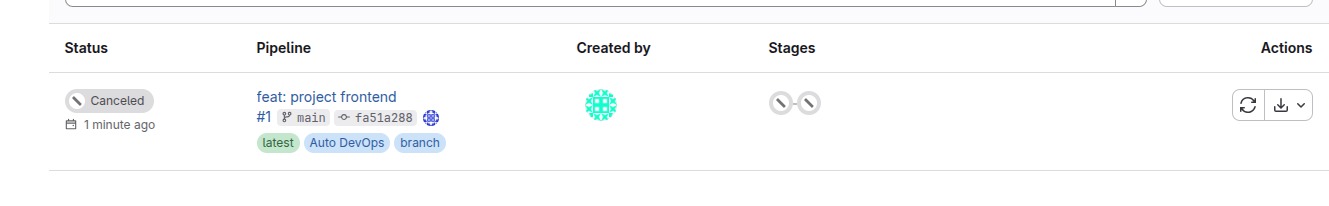 Status Pipeline Created by Stages Actions
Canceled
1 minute ago
feat: project frontend
#1 main fa51a288
latest Auto DevOps branch